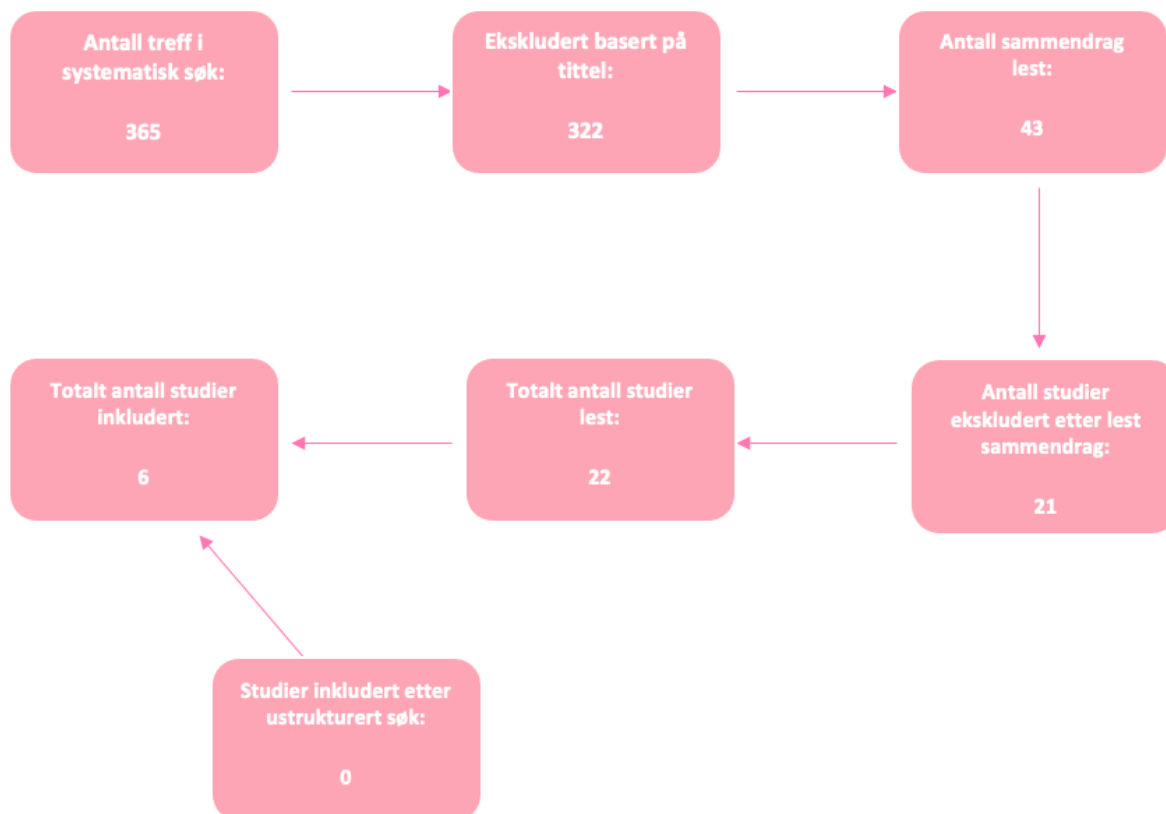 Antall treff i
systematisk søk:
365
Ekskludert basert på
tittel:
322
Antall sammendrag
lest:
43
Antall studier
ekskludert etter lest
sammendrag:
21
Totalt antall studier
lest:
22
Totalt antall studier
inkludert:
6
Studier inkludert etter
ustrukturert søk:
0